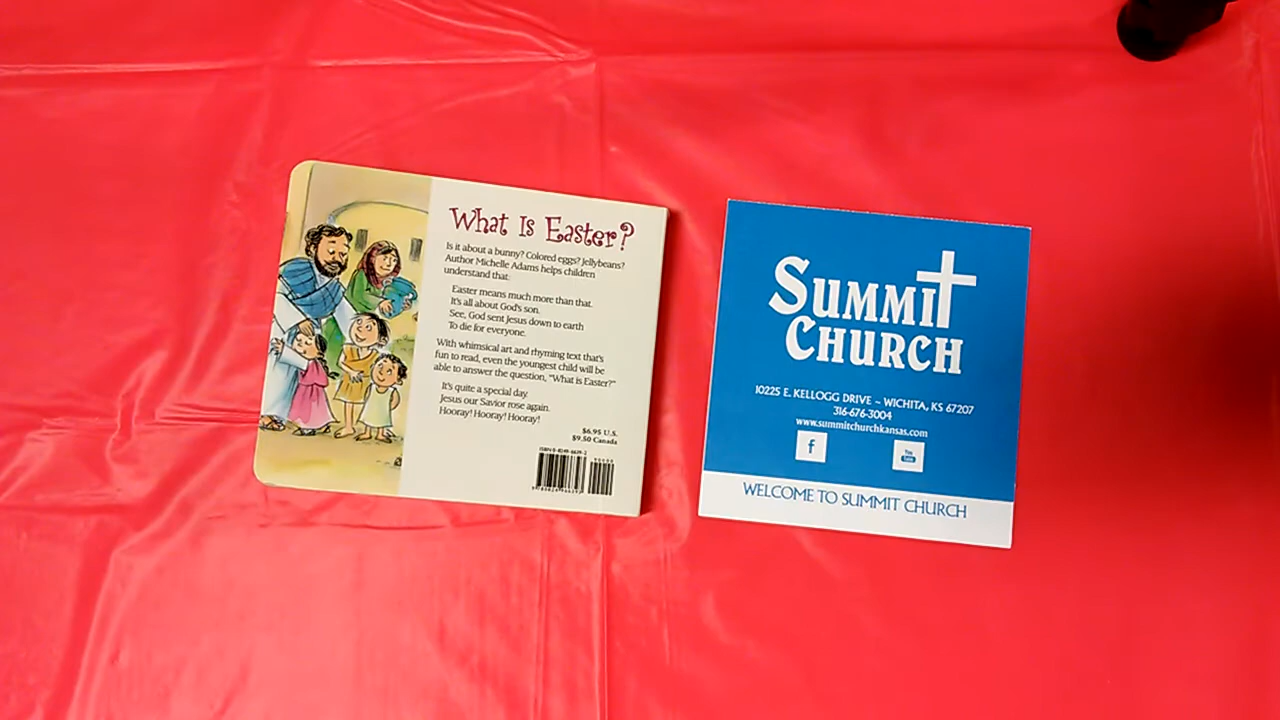 What Is Easter?
Is it about a bunny? Colored eggs? Jellybeans?
Author Michelle Adams helps children
understand that:
Easter means much more than that.
It's all about God's son.
See, God sent Jesus down to earth
To die for everyone.
With whimsical art and rhyming text that's
fun to read, even the youngest child will be
able to answer the question, "What is Easter?"
It's quite a special day.
Jesus our Savior rose again.
Hooray! Hooray! Hooray!
$6.95 U.S.
$9.50 Canada
SUMMIT
CHURCH
10225 E. KELLOGG DRIVE ~ WICHITA, KS 67207
316-676-3004
www.summitchurchkansas.com
f
You
Tube
WELCOME TO SUMMIT CHURCH